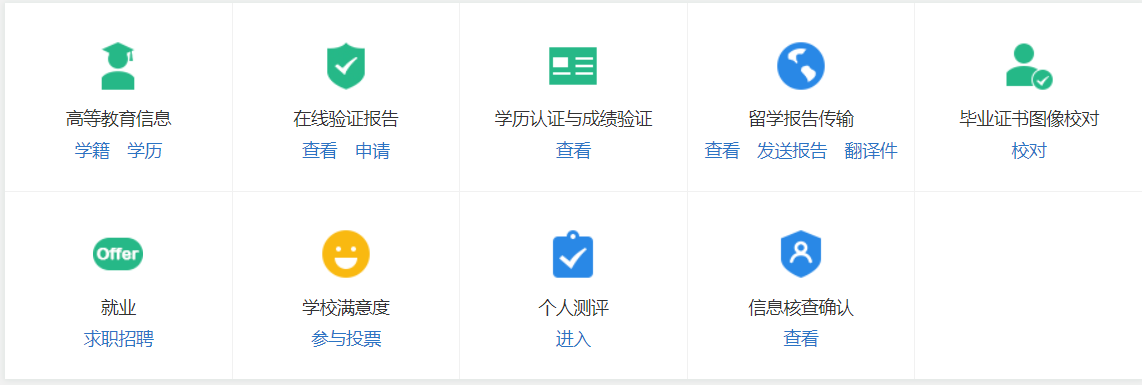 高等教育信息 在线验证报告 学历认证与成绩验证 留学报告传输 毕业证书图像校对
学籍 学历 查看 申请 查看 查看 发送报告 翻译件 校对
Offer
就业 学校满意度 个人测评 信息核查确认
求职招聘 参与投票 进入 查看